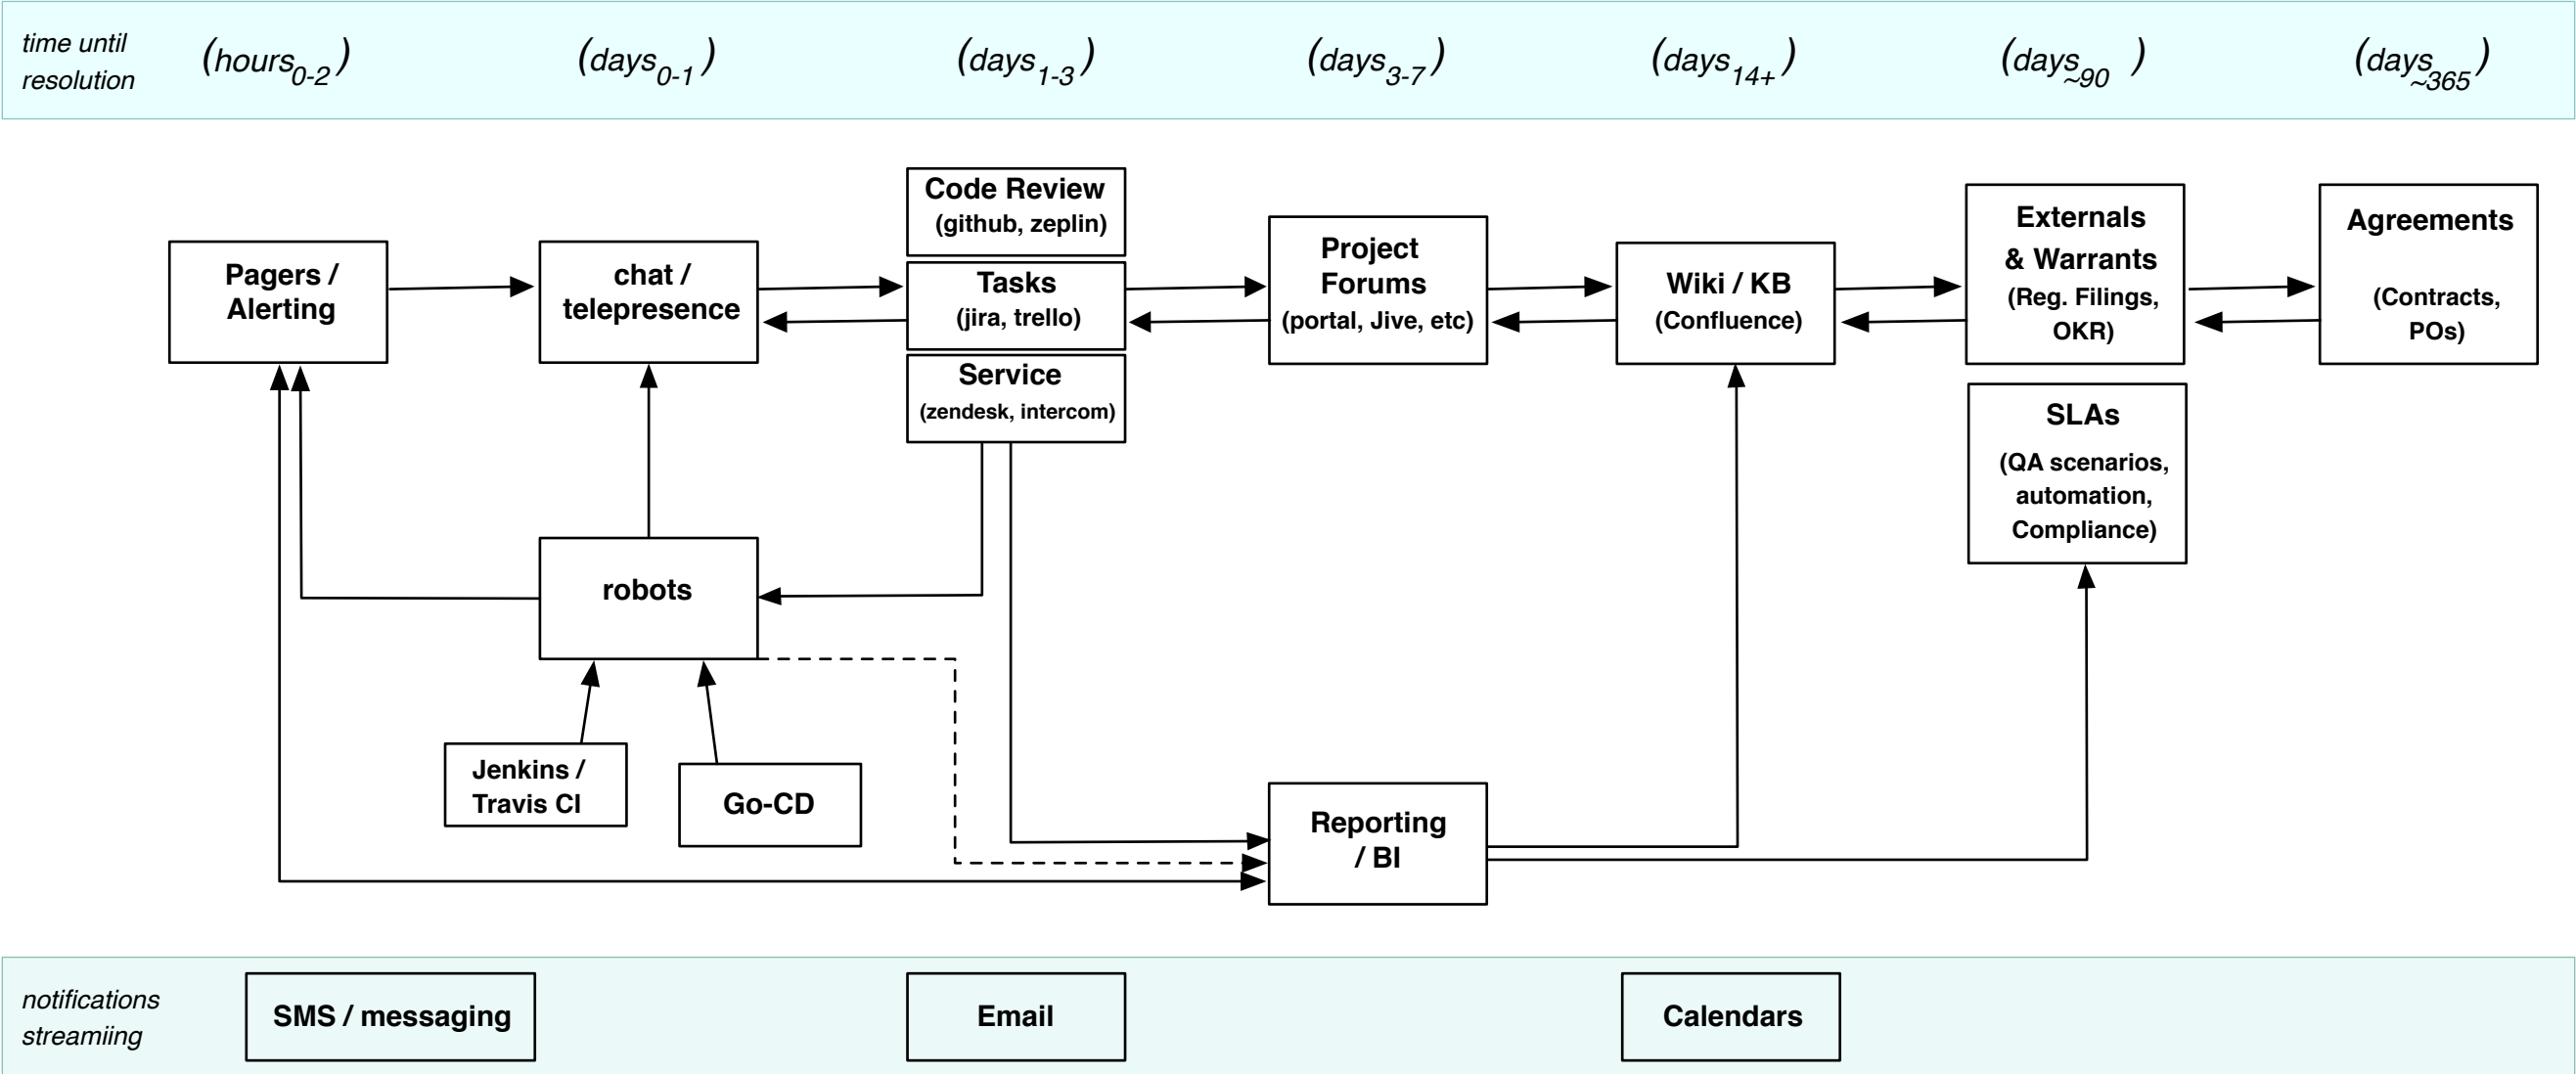 time until
resolution
(hours0-2)
(days0-1)
(days1-3)
(days3-7)
(days14+)
(days~90 )
(days~365)
Pagers /
Alerting
chat /
telepresence
Code Review
(github, zeplin)
Tasks
(jira, trello)
Service
(zendesk, intercom)
Project
Forums
(portal, Jive, etc)
Wiki / KB
(Confluence)
Externals
& Warrants
(Reg. Filings,
OKR)
Agreements
(Contracts,
POs)
SLAs
(QA scenarios,
automation,
Compliance)
robots
Jenkins /
Travis CI
Go-CD
Reporting
/ BI
notifications
streamiing
SMS / messaging
Email
Calendars